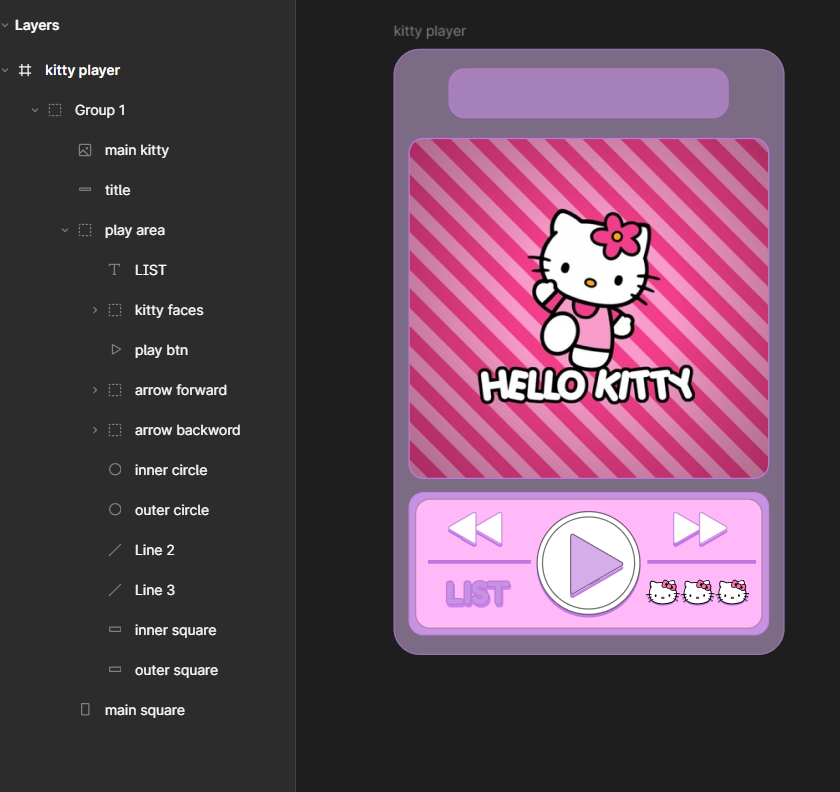 Layers
kitty player
Group 1
main kitty
title
play area
LIST
kitty faces
play btn
arrow forward
arrow backword
inner circle
outer circle
Line 2
Line 3
inner square
outer square
main square
kitty player
HELLO KITTY
LIST